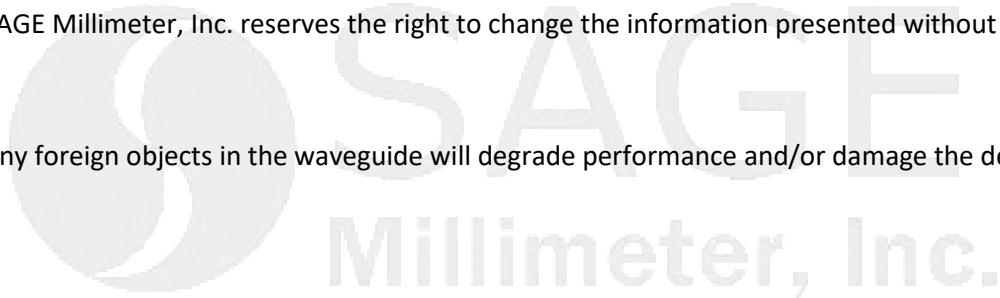 AGE Millimeter, Inc. reserves the right to change the information presented without
SAGE
ny foreign objects in the waveguide will degrade performance and/or damage the
Millimeter, Inc.